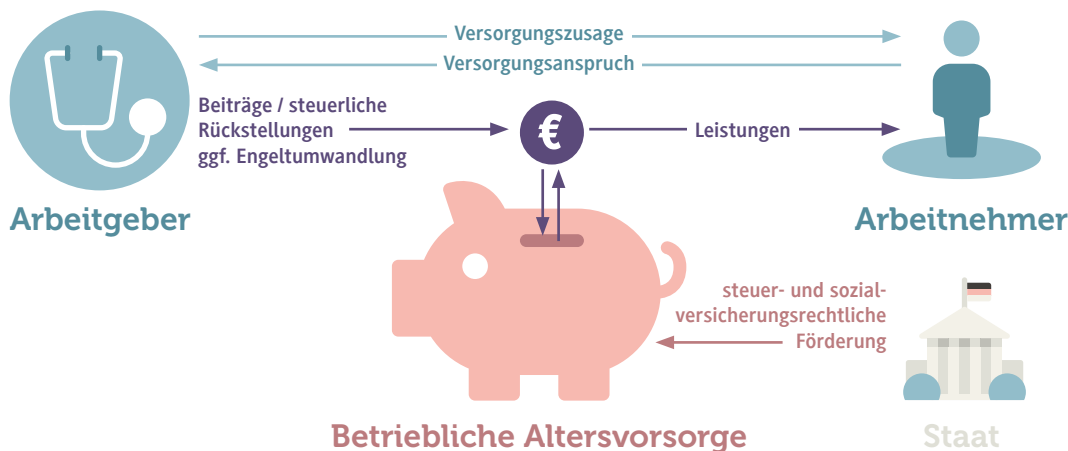 Versorgungszusage
Versorgungsanspruch
Beiträge / steuerliche
Rückstellungen
ggf. Engeltumwandlung
€
Leistungen
Arbeitgeber
Arbeitnehmer
steuer- und sozial-
versicherungsrechtliche
Förderung
Betriebliche Altersvorsorge
Staat